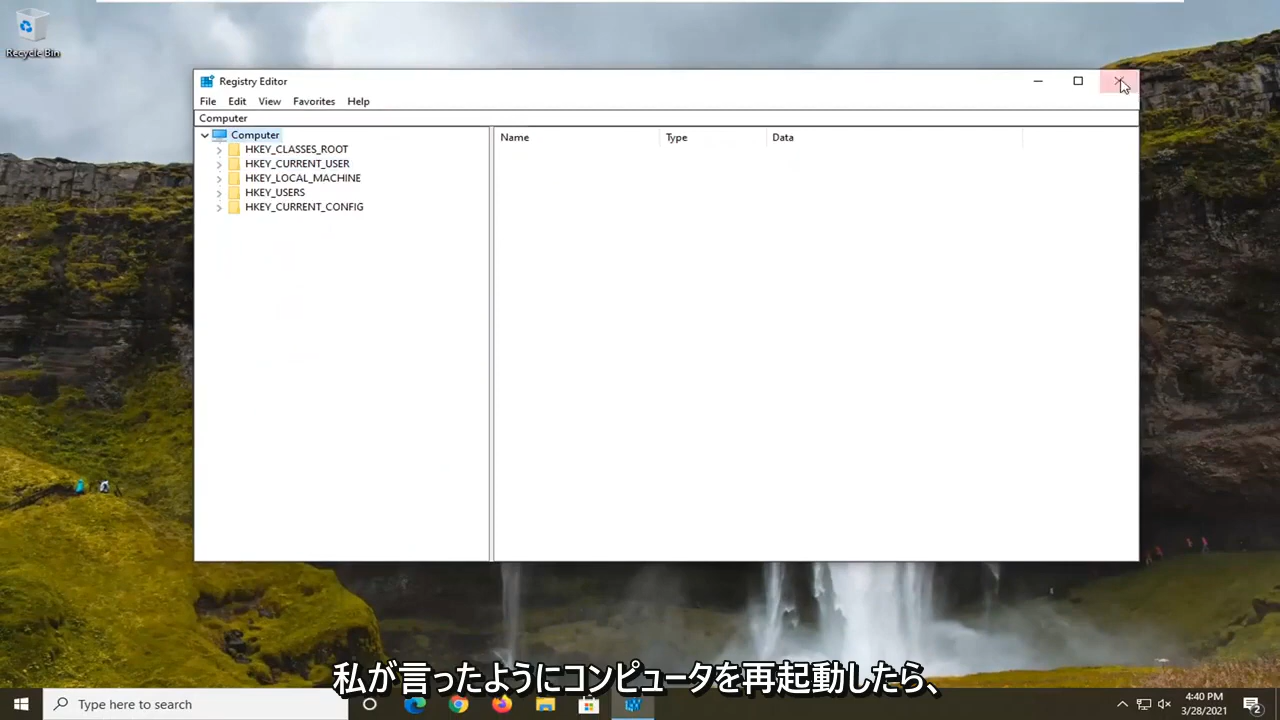 Recycle Bin
Registry Editor
File Edit View Favorites Help
Computer
Computer
HKEY_CLASSES_ROOT
HKEY_CURRENT_USER
HKEY_LOCAL_MACHINE
HKEY_USERS
HKEY_CURRENT_CONFIG
Name Type Data
私が言ったようにコンピュータを再起動したら、
Type here to search
4:40 PM
3/28/2021
2